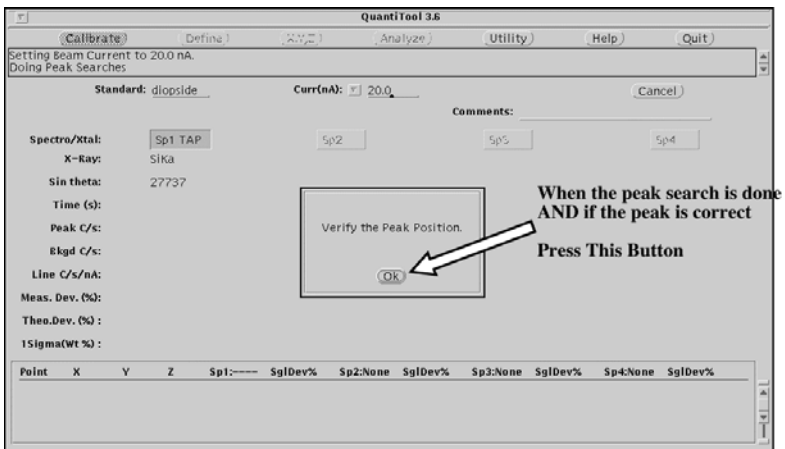 QuantiTool 3.6
Calibrate Define X,Y,Z Analyze Utility Help Quit
Setting Beam Current to 20.0 nA.
Doing Peak Searches
Standard: diopside Curr(nA): 20.0 Cancel
Comments:
Spectro/Xtal: Sp1 TAP Sp2 Sp3 Sp4
X-Ray: SiKa
Sin theta: 27737
Time (s):
Peak C/s:
Bkgd C/s:
Line C/s/nA:
Meas. Dev. (%):
Theo.Dev. (%) :
1Sigma(Wt %) :
Verify the Peak Position.
Ok
When the peak search is done
AND if the peak is correct
Press This Button
Point X Y Z Sp1:---- SglDev% Sp2:None SglDev% Sp3:None SglDev% Sp4:None SglDev%